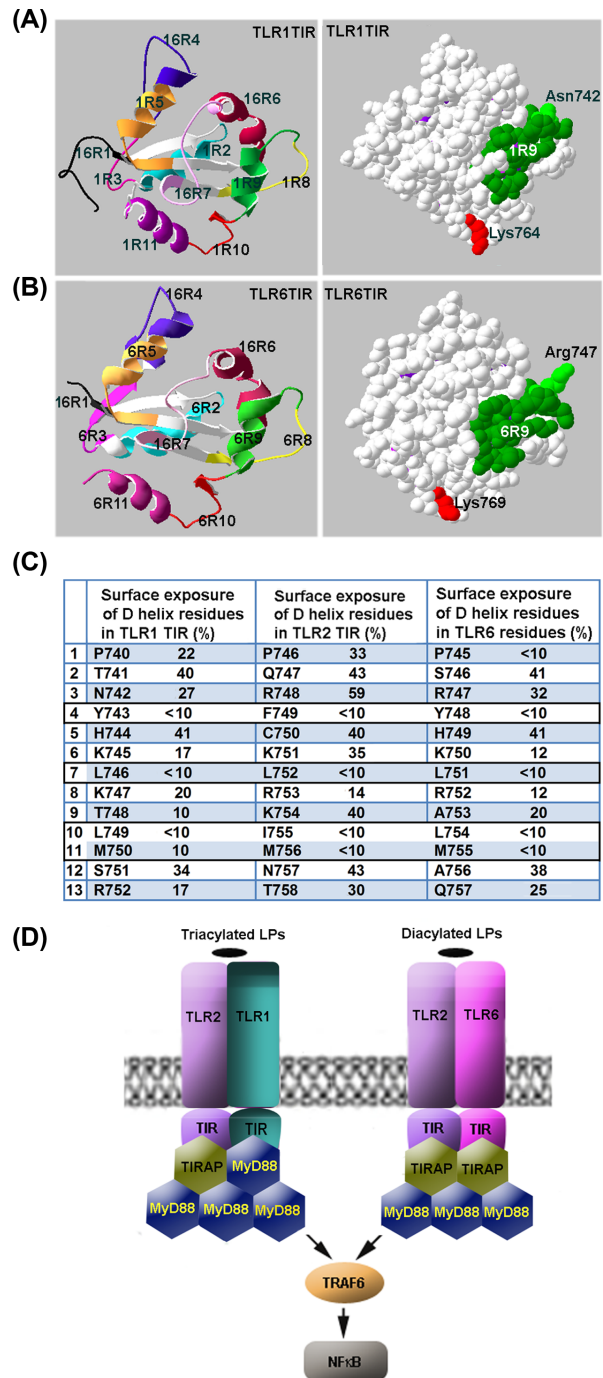 (A)
16R4
TLR1TIR
TLR1TIR
1R5
16R6
Asn742
16R1
1R2
1R9
1R3
16R7
1R9
1R8
1R11
1R10
Lys764
(B)
16R4
TLR6TIR
TLR6TIR
6R5
16R6
Arg747
16R1
6R2
6R3
16R7
6R9
6R8
6R9
6R11
6R10
Lys769
(C)
Surface exposure of D helix residues in TLR1 TIR (%) Surface exposure of D helix residues in TLR2 TIR (%) Surface exposure of D helix residues in TLR6 residues (%)
1 P740 22 P746 33 P745 <10
2 T741 40 Q747 43 S746 41
3 N742 27 R748 59 R747 32
4 Y743 <10 F749 <10 Y748 <10
5 H744 41 C750 40 H749 41
6 K745 17 K751 35 K750 12
7 L746 <10 L752 <10 L751 <10
8 K747 20 R753 14 R752 12
9 T748 10 K754 40 A753 20
10 L749 <10 I755 <10 L754 <10
11 M750 10 M756 <10 M755 <10
12 S751 34 N757 43 A756 38
13 R752 17 T758 30 Q757 25
(D)
Triacylated LPs Diacylated LPs
TLR2 TLR1 TLR2 TLR6
TIR TIR TIR TIR
TIRAP MyD88 TIRAP TIRAP
MyD88 MyD88 MyD88 MyD88 MyD88 MyD88
TRAF6
NFκB